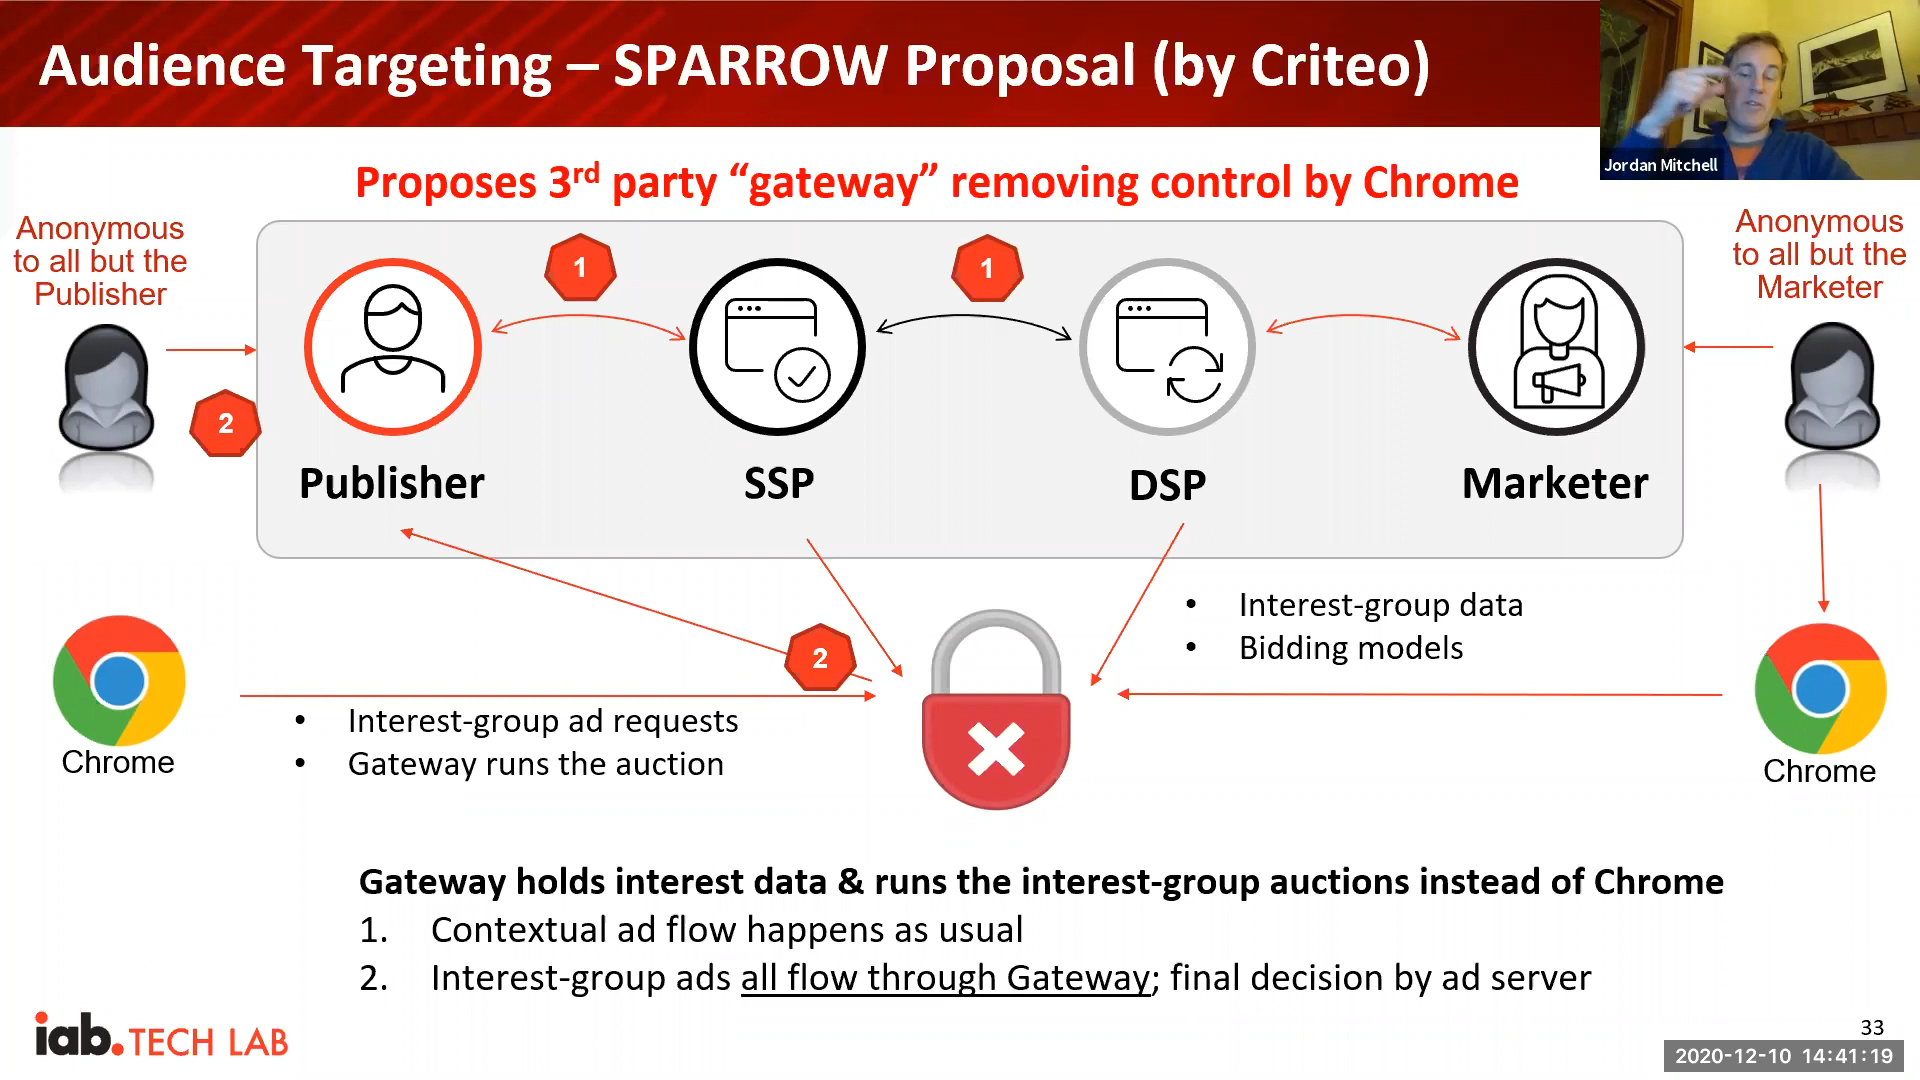 Audience Targeting – SPARROW Proposal (by Criteo)
Jordan Mitchell
Proposes 3rd party “gateway” removing control by Chrome
Anonymous
to all but the
Publisher
Anonymous
to all but the
Marketer
1
1
2
Publisher
SSP
DSP
Marketer
• Interest-group data
• Bidding models
2
• Interest-group ad requests
• Gateway runs the auction
Chrome
Chrome
Gateway holds interest data & runs the interest-group auctions instead of Chrome
1. Contextual ad flow happens as usual
2. Interest-group ads all flow through Gateway; final decision by ad server
iab.TECH LAB
33
2020-12-10 14:41:19